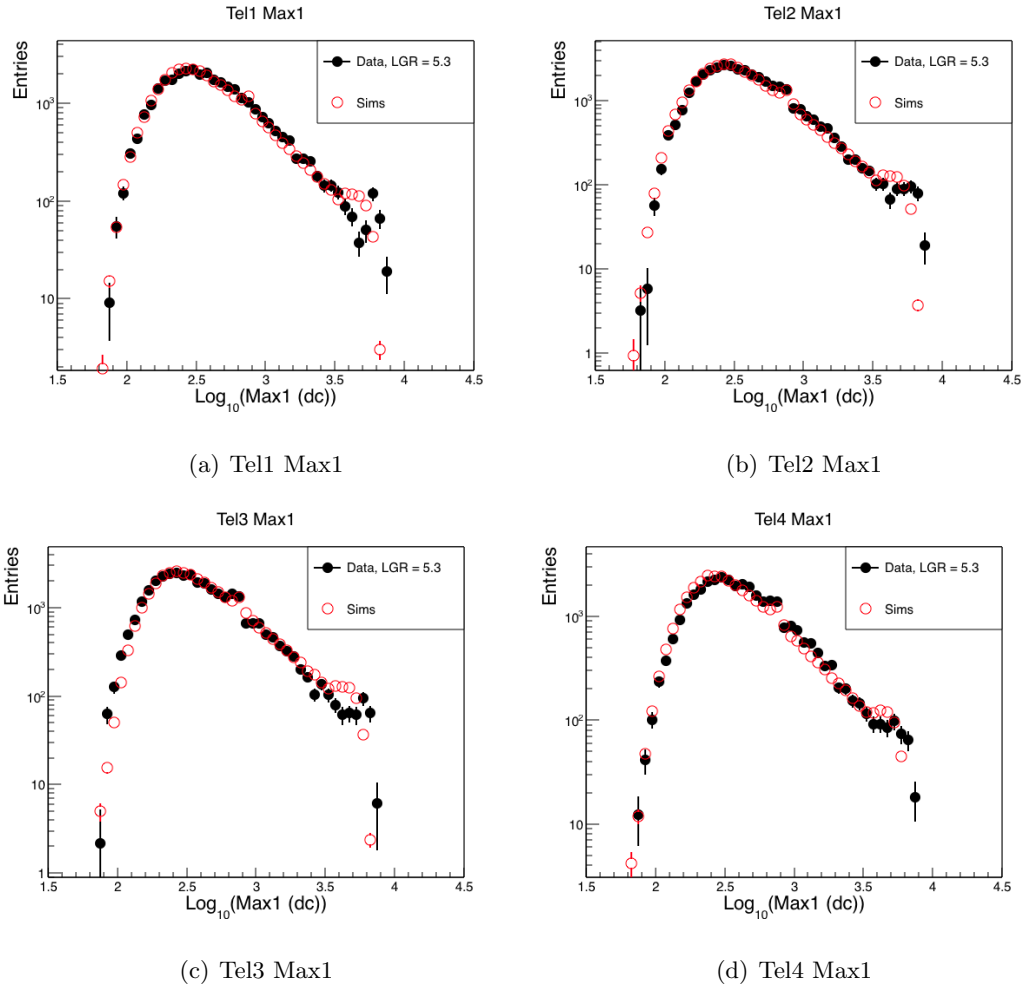 Tel1 Max1
Entries
Data, LGR = 5.3
Sims
10³
10²
10
1.5 2 2.5 3 3.5 4 4.5
Log₁₀(Max1 (dc))
(a) Tel1 Max1
Tel2 Max1
Entries
Data, LGR = 5.3
Sims
10³
10²
10
1
1.5 2 2.5 3 3.5 4 4.5
Log₁₀(Max1 (dc))
(b) Tel2 Max1
Tel3 Max1
Entries
Data, LGR = 5.3
Sims
10³
10²
10
1
1.5 2 2.5 3 3.5 4 4.5
Log₁₀(Max1 (dc))
(c) Tel3 Max1
Tel4 Max1
Entries
Data, LGR = 5.3
Sims
10³
10²
10
1.5 2 2.5 3 3.5 4 4.5
Log₁₀(Max1 (dc))
(d) Tel4 Max1